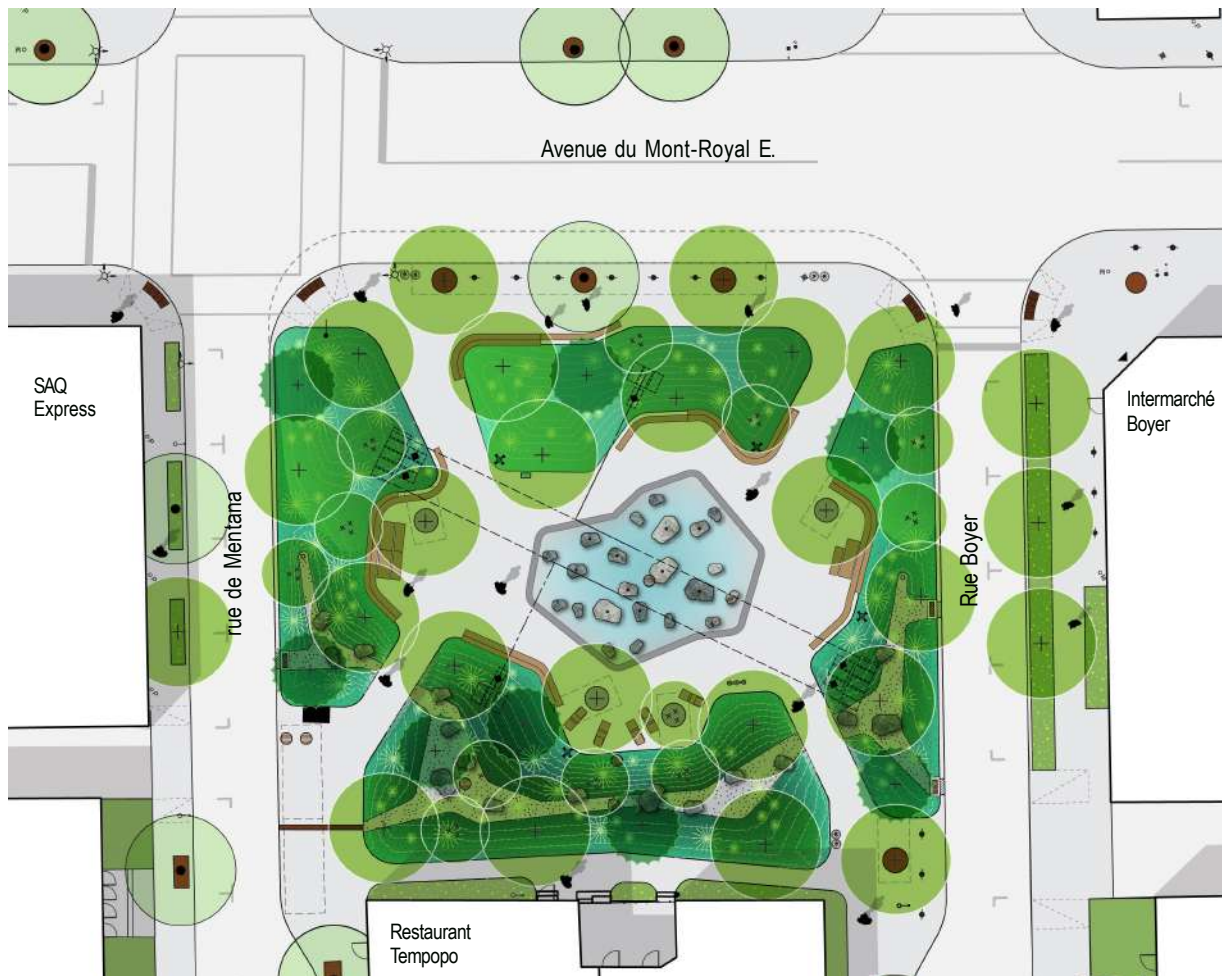 Avenue du Mont-Royal E.
SAQ
Express
Intermarché
Boyer
rue de Mentana
Rue Boyer
Restaurant
Tempopo